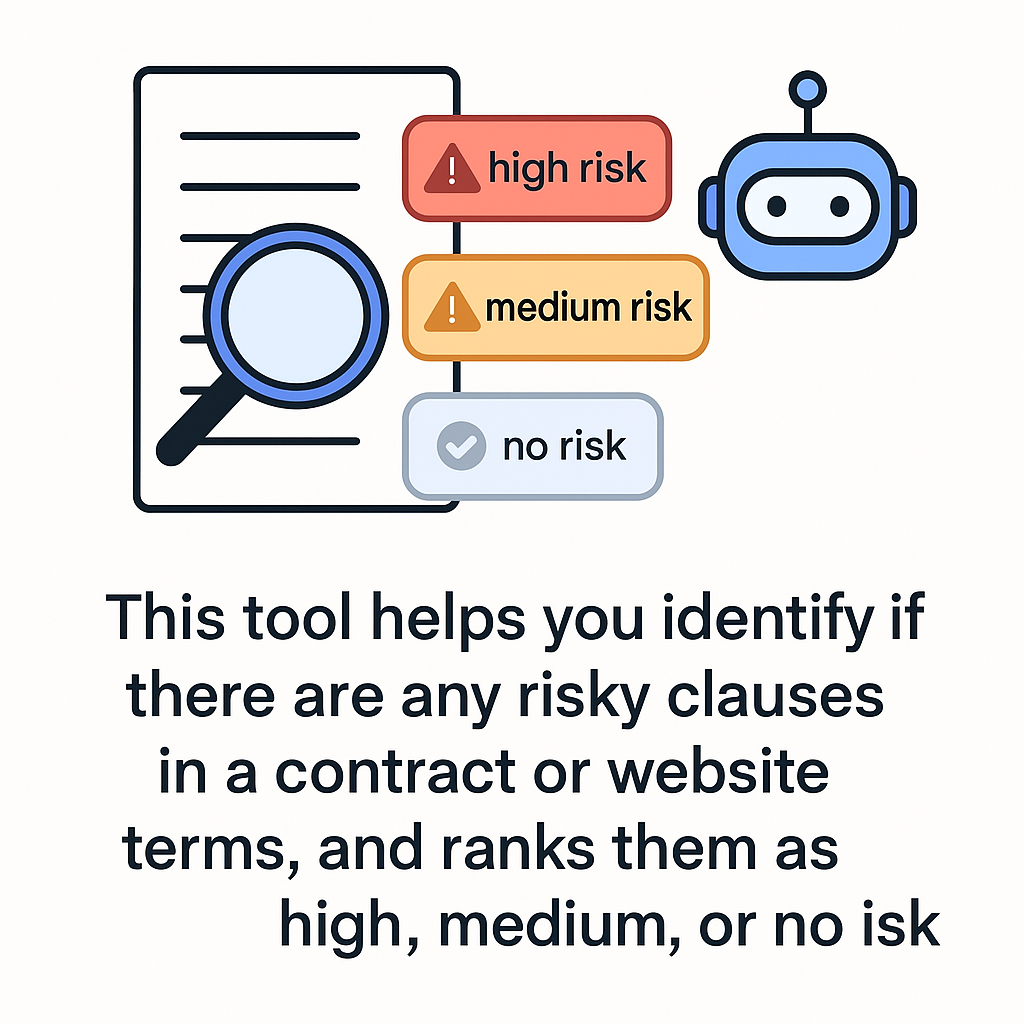 high risk
medium risk
no risk
This tool helps you identify if
there are any risky clauses
in a contract or website
terms, and ranks them as
high, medium, or no isk